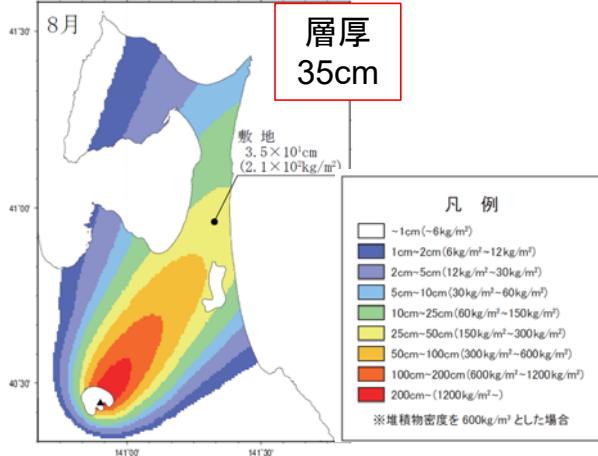 8月
層厚
35cm
敷地
3.5×10¹cm
(2.1×10²kg/m²)
41°30'
41°00'
40°30'
141°00'
141°30'
凡 例
~1cm(~6kg/m²)
1cm~2cm(6kg/m²~12kg/m²)
2cm~5cm(12kg/m²~30kg/m²)
5cm~10cm(30kg/m²~60kg/m²)
10cm~25cm(60kg/m²~150kg/m²)
25cm~50cm(150kg/m²~300kg/m²)
50cm~100cm(300kg/m²~600kg/m²)
100cm~200cm(600kg/m²~1200kg/m²)
200cm~(1200kg/m²~)
※堆積物密度を600kg/m³とした場合